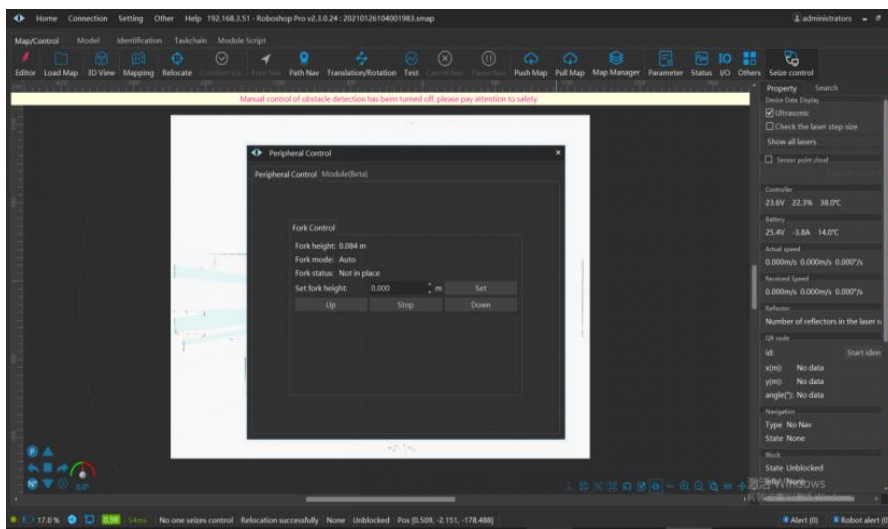 Home Connection Setting Other Help 192.168.3.51 - Roboshop Pro v2.3.0.24 : 20210126104001983.smap administrators
Map/Control Model Identification Taskchain Module Script
Editor Load Map 3D View Mapping Relocate Path Nav Translation/Rotation Test Push Map Pull Map Map Manager Parameter Status I/O Others Seize control
Manual control of obstacle detection has been turned off, please pay attention to safety
Property Search
Device Data Display
Ultrasonic
Check the laser step size
Show all lasers
Sensor point cloud
Controller
23.6V 22.3% 38.0℃
Battery
25.4V -3.8A 14.0℃
Actual speed
0.000m/s 0.000m/s 0.000°/s
Received Speed
0.000m/s 0.000m/s 0.000°/s
Reflector
Number of reflectors in the laser
QR code
id: Start iden
x(m): No data
y(m): No data
angle(°): No data
Navigation
Type No Nav
State None
Block
State Unblocked
Peripheral Control
Peripheral Control Module(Beta)
Fork Control
Fork height: 0.084 m
Fork mode: Auto
Fork status: Not in place
Set fork height: 0.000 m Set
Up Stop Down
0.0°
17.0% 0.98 54ms No one seizes control Relocation successfully None Unblocked Pos [0.509, -2.151, -178.488] Alert (0) Robot alert